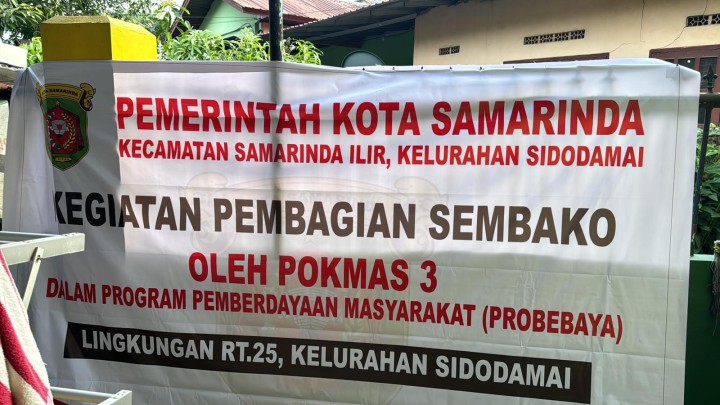 PEMERINTAH KOTA SAMARINDA
KECAMATAN SAMARINDA ILIR, KELURAHAN SIDODAMAI
KEGIATAN PEMBAGIAN SEMBAKO
OLEH POKMAS 3
DALAM PROGRAM PEMBERDAYAAN MASYARAKAT (PROBEBAYA)
LINGKUNGAN RT.25, KELURAHAN SIDODAMAI